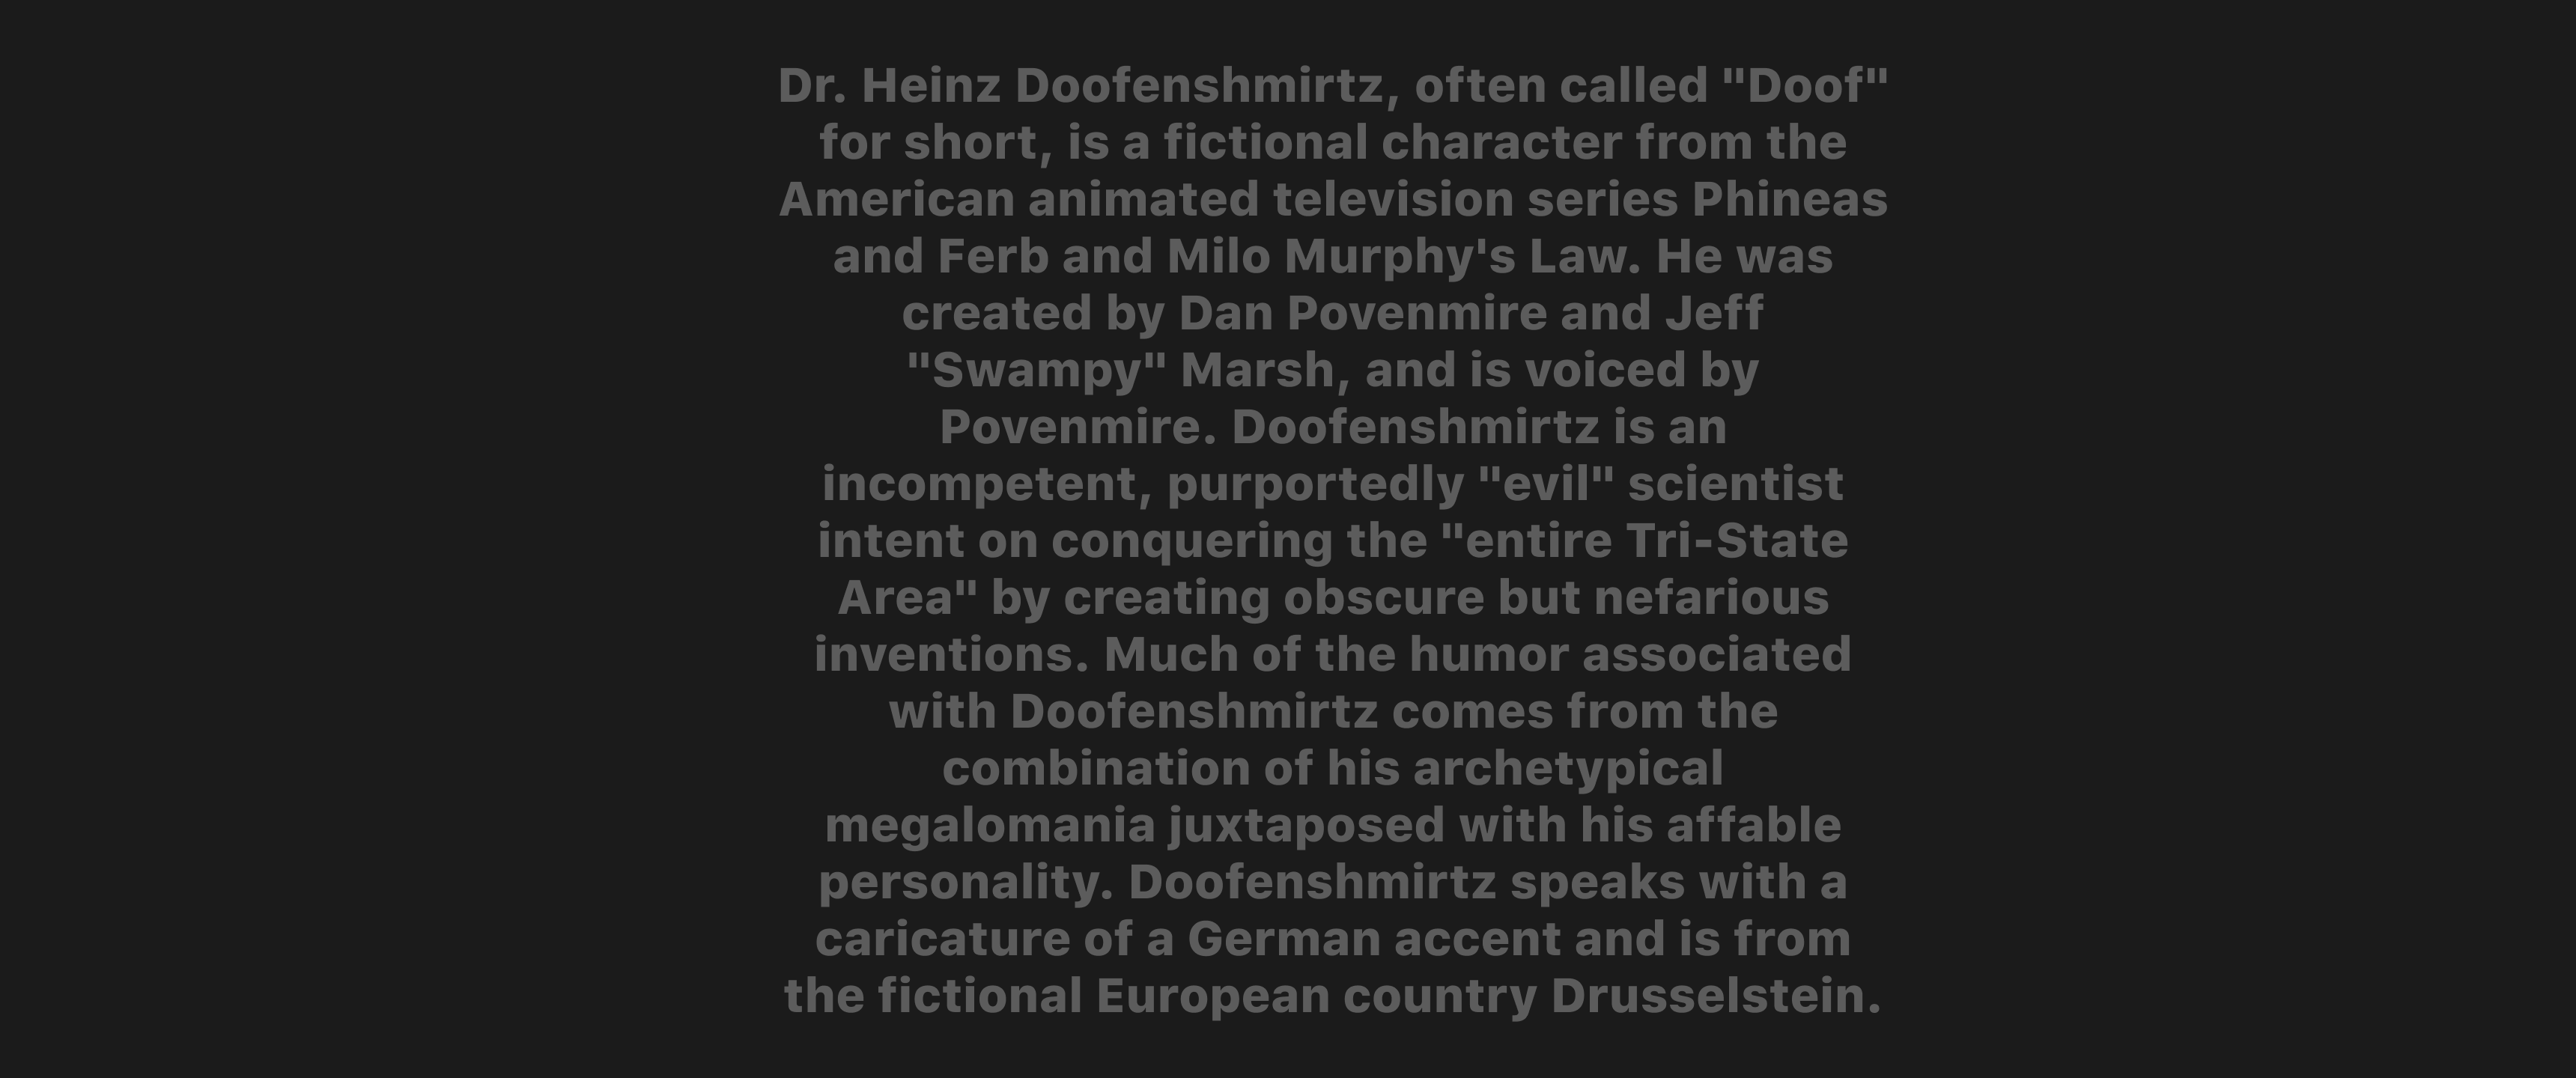 Dr. Heinz Doofenshmirtz, often called "Doof"
for short, is a fictional character from the
American animated television series Phineas
and Ferb and Milo Murphy's Law. He was
created by Dan Povenmire and Jeff
"Swampy" Marsh, and is voiced by
Povenmire. Doofenshmirtz is an
incompetent, purportedly "evil" scientist
intent on conquering the "entire Tri-State
Area" by creating obscure but nefarious
inventions. Much of the humor associated
with Doofenshmirtz comes from the
combination of his archetypical
megalomania juxtaposed with his affable
personality. Doofenshmirtz speaks with a
caricature of a German accent and is from
the fictional European country Drusselstein.